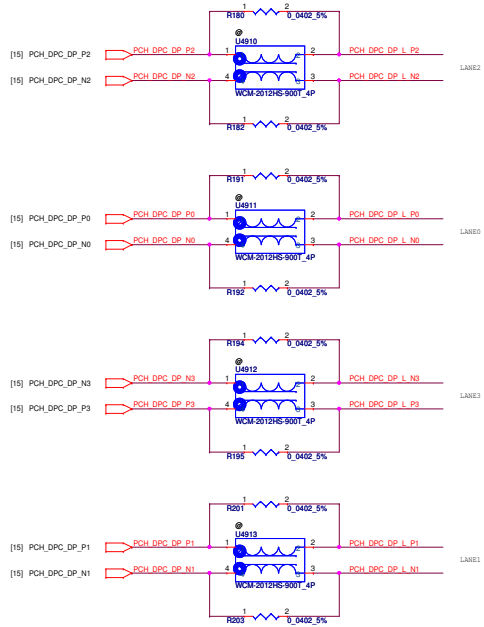 1 2
R180 0_0402_5%
@
U4910
[15] PCH_DPC_DP_P2 PCH_DPC_DP_P2 1 2 PCH_DPC_DP_L_P2
LANE2
[15] PCH_DPC_DP_N2 PCH_DPC_DP_N2 4 3 PCH_DPC_DP_L_N2
WCM-2012HS-900T_4P
1 2
R182 0_0402_5%
1 2
R191 0_0402_5%
@
U4911
[15] PCH_DPC_DP_P0 PCH_DPC_DP_P0 1 2 PCH_DPC_DP_L_P0
LANE0
[15] PCH_DPC_DP_N0 PCH_DPC_DP_N0 4 3 PCH_DPC_DP_L_N0
WCM-2012HS-900T_4P
1 2
R192 0_0402_5%
1 2
R194 0_0402_5%
@
U4912
[15] PCH_DPC_DP_N3 PCH_DPC_DP_N3 1 2 PCH_DPC_DP_L_N3
LANE3
[15] PCH_DPC_DP_P3 PCH_DPC_DP_P3 4 3 PCH_DPC_DP_L_P3
WCM-2012HS-900T_4P
1 2
R195 0_0402_5%
1 2
R201 0_0402_5%
@
U4913
[15] PCH_DPC_DP_P1 PCH_DPC_DP_P1 1 2 PCH_DPC_DP_L_P1
LANE1
[15] PCH_DPC_DP_N1 PCH_DPC_DP_N1 4 3 PCH_DPC_DP_L_N1
WCM-2012HS-900T_4P
1 2
R203 0_0402_5%